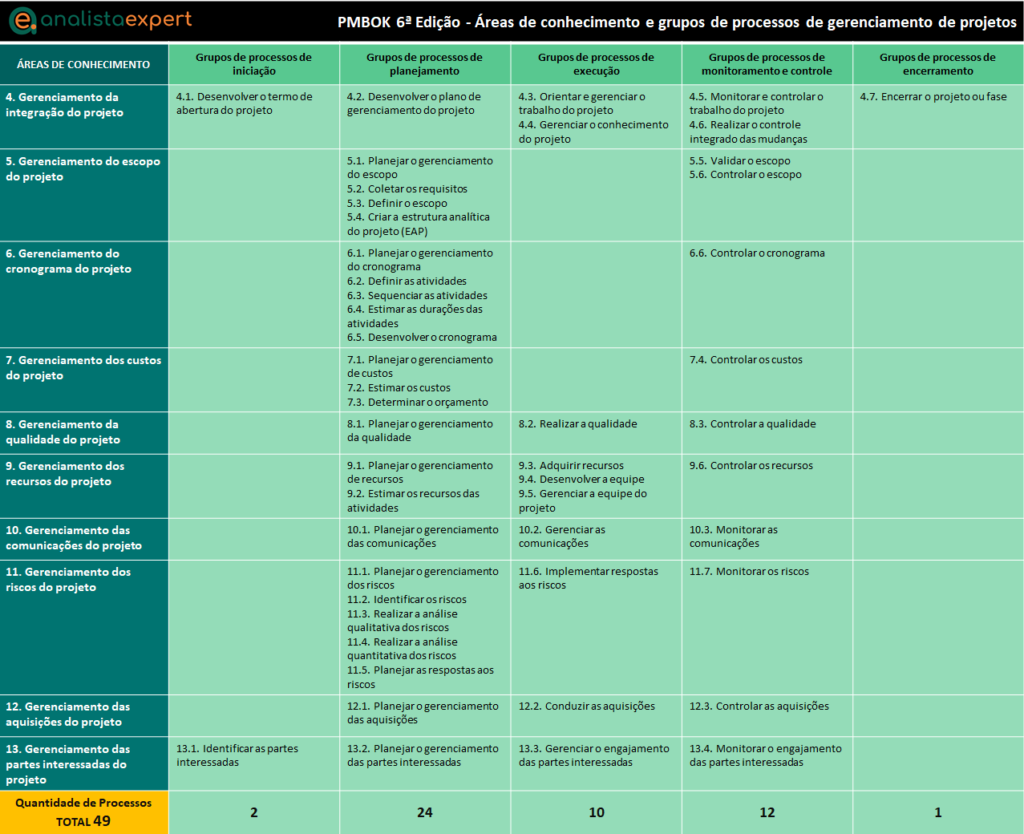 analistaexpert
PMBOK 6ª Edição - Áreas de conhecimento e grupos de processos de gerenciamento de projetos
ÁREAS DE CONHECIMENTO
Grupos de processos de
iniciação
Grupos de processos de
planejamento
Grupos de processos de
execução
Grupos de processos de
monitoramento e controle
Grupos de processos de
encerramento
4. Gerenciamento da
integração do projeto
4.1. Desenvolver o termo de
abertura do projeto
4.2. Desenvolver o plano de
gerenciamento do projeto
4.3. Orientar e gerenciar o
trabalho do projeto
4.4. Gerenciar o conhecimento
do projeto
4.5. Monitorar e controlar o
trabalho do projeto
4.6. Realizar o controle
integrado das mudanças
4.7. Encerrar o projeto ou fase
5. Gerenciamento do escopo
do projeto
5.1. Planejar o gerenciamento
do escopo
5.2. Coletar os requisitos
5.3. Definir o escopo
5.4. Criar a estrutura analítica
do projeto (EAP)
5.5. Validar o escopo
5.6. Controlar o escopo
6. Gerenciamento do
cronograma do projeto
6.1. Planejar o gerenciamento
do cronograma
6.2. Definir as atividades
6.3. Sequenciar as atividades
6.4. Estimar as durações das
atividades
6.5. Desenvolver o cronograma
6.6. Controlar o cronograma
7. Gerenciamento dos custos
do projeto
7.1. Planejar o gerenciamento
de custos
7.2. Estimar os custos
7.3. Determinar o orçamento
7.4. Controlar os custos
8. Gerenciamento da
qualidade do projeto
8.1. Planejar o gerenciamento
da qualidade
8.2. Realizar a qualidade
8.3. Controlar a qualidade
9. Gerenciamento dos
recursos do projeto
9.1. Planejar o gerenciamento
de recursos
9.2. Estimar os recursos das
atividades
9.3. Adquirir recursos
9.4. Desenvolver a equipe
9.5. Gerenciar a equipe do
projeto
9.6. Controlar os recursos
10. Gerenciamento das
comunicações do projeto
10.1. Planejar o gerenciamento
das comunicações
10.2. Gerenciar as
comunicações
10.3. Monitorar as
comunicações
11. Gerenciamento dos
riscos do projeto
11.1. Planejar o gerenciamento
dos riscos
11.2. Identificar os riscos
11.3. Realizar a análise
qualitativa dos riscos
11.4. Realizar a análise
quantitativa dos riscos
11.5. Planejar as respostas aos
riscos
11.6. Implementar respostas
aos riscos
11.7. Monitorar os riscos
12. Gerenciamento das
aquisições do projeto
12.1. Planejar o gerenciamento
das aquisições
12.2. Conduzir as aquisições
12.3. Controlar as aquisições
13. Gerenciamento das
partes interessadas do
projeto
13.1. Identificar as partes
interessadas
13.2. Planejar o gerenciamento
das partes interessadas
13.3. Gerenciar o engajamento
das partes interessadas
13.4. Monitorar o engajamento
das partes interessadas
Quantidade de Processos
TOTAL 49
2
24
10
12
1